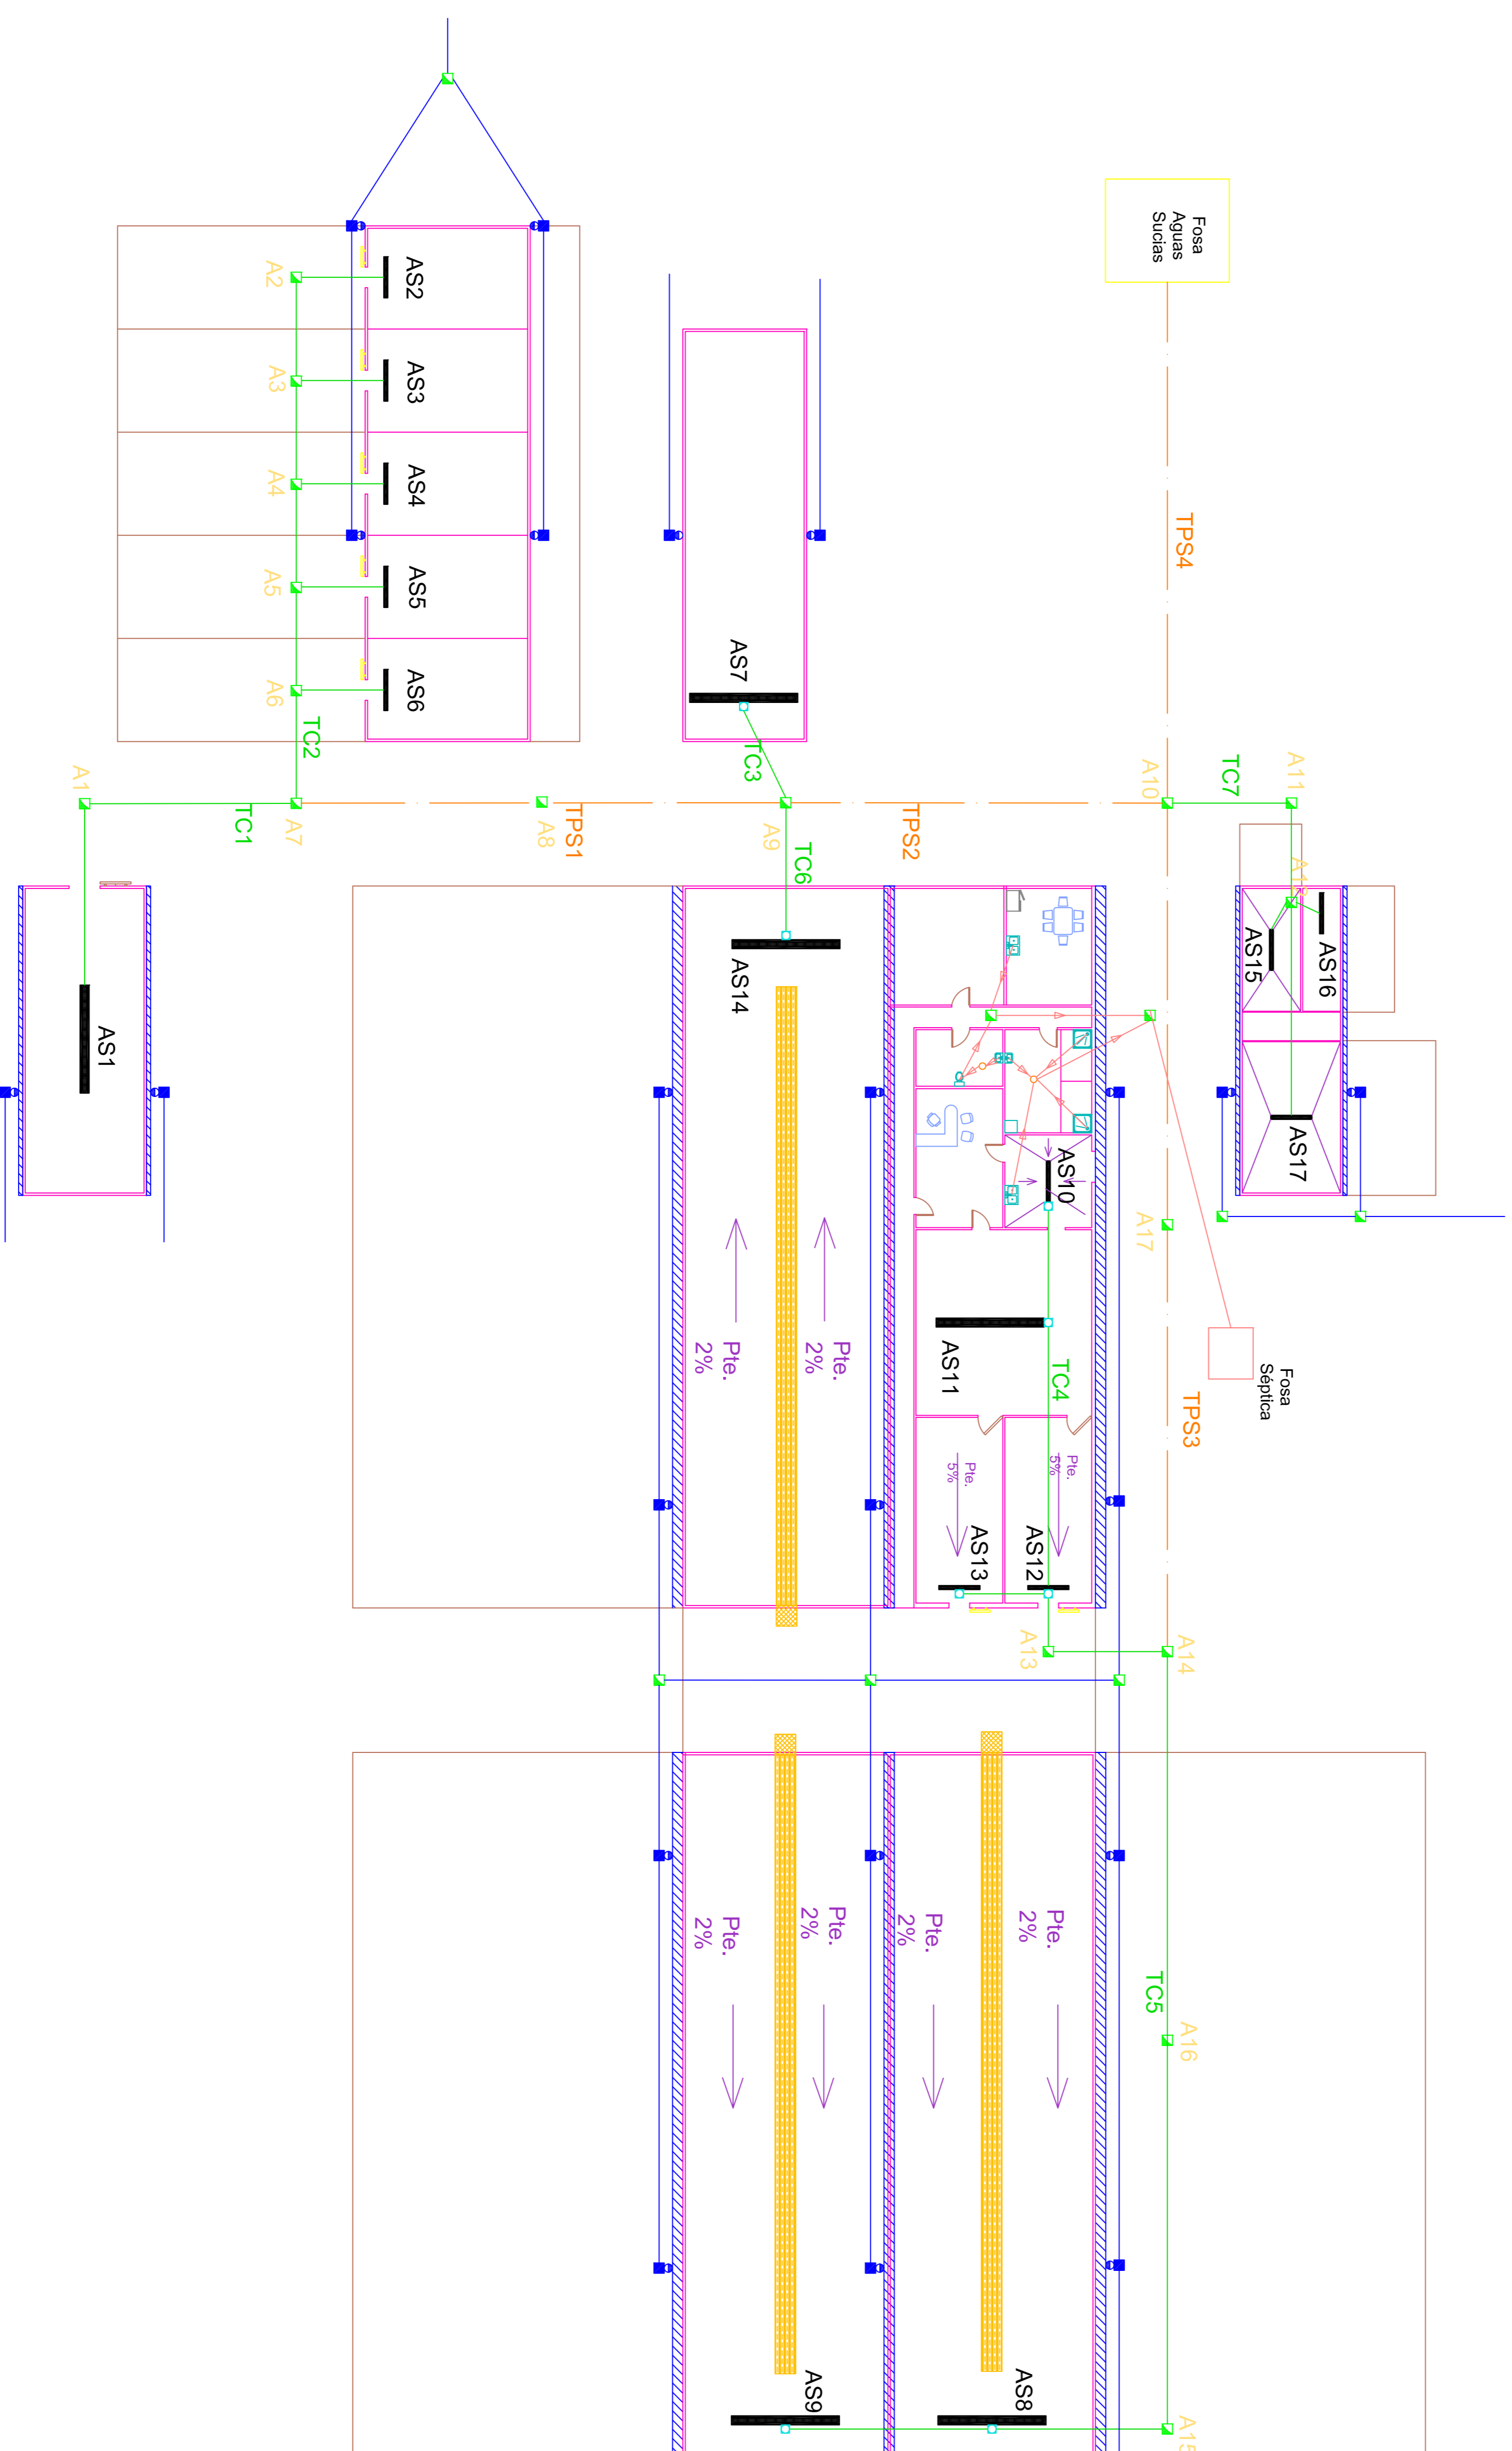 Fosa
Aguas
Sucias
AS2
A2
AS3
A3
AS4
A4
AS5
A5
AS6
A6
TC2
TPS4
AS7
TC3
A1
TC1
A7
A8
TPS1
A9
TC6
TPS2
A10
TC7
A11
AS16
AS15
AS14
AS1
AS17
AS10
A17
Pte.
2%
Pte.
2%
AS11
TC4
Fosa
Séptica
TPS3
Pte.
5%
Pte.
5%
AS13
AS12
A13
A14
Pte.
2%
Pte.
2%
Pte.
2%
Pte.
2%
TC5
A16
AS9
AS8
A15